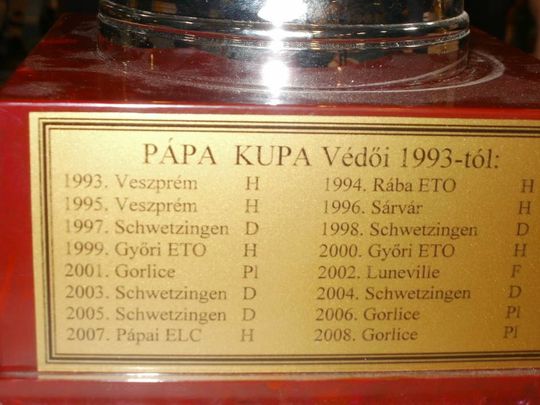 PÁPA KUPA Védői 1993-tól:
1993. Veszprém H 1994. Rába ETO H
1995. Veszprém H 1996. Sárvár H
1997. Schwetzingen D 1998. Schwetzingen D
1999. Győri ETO H 2000. Győri ETO H
2001. Gorlice Pl 2002. Luneville F
2003. Schwetzingen D 2004. Schwetzingen D
2005. Schwetzingen D 2006. Gorlice Pl
2007. Pápai ELC H 2008. Gorlice Pl